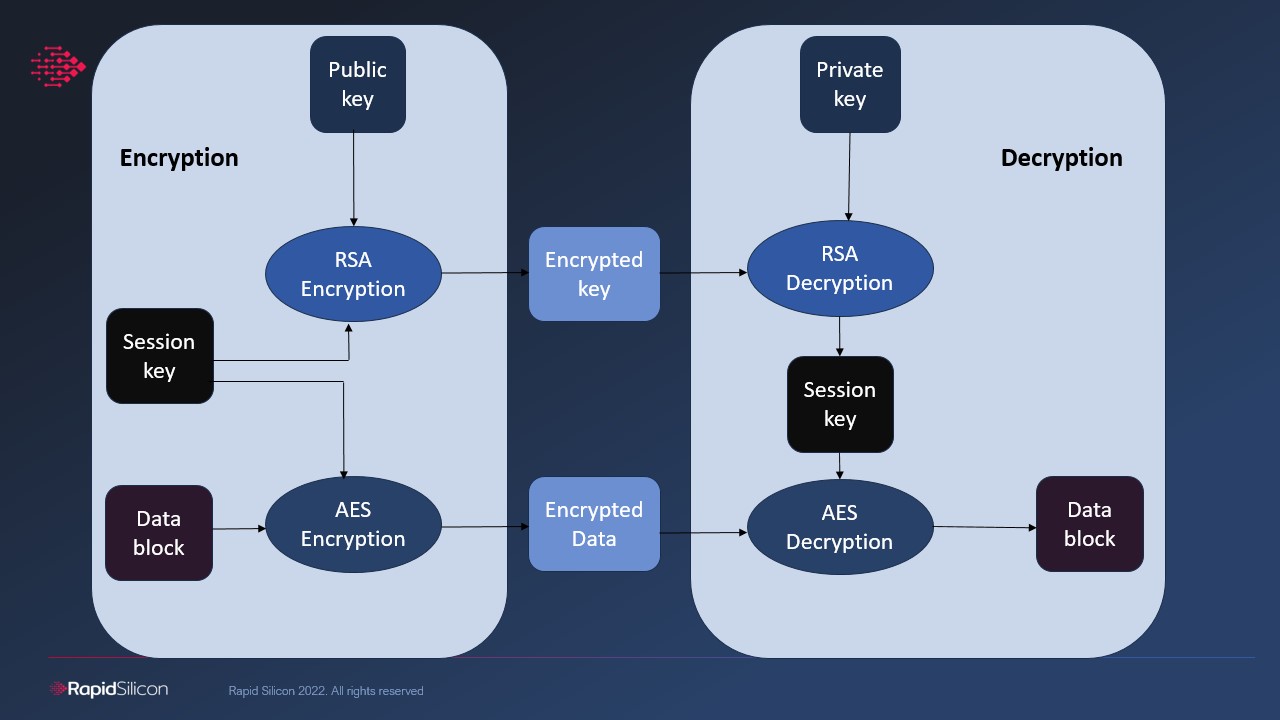 Public
key
Private
key
Encryption
Decryption
RSA
Encryption
Encrypted
key
RSA
Decryption
Session
key
Session
key
Data
block
AES
Encryption
Encrypted
Data
AES
Decryption
Data
block
RapidSilicon
Rapid Silicon 2022. All rights reserved